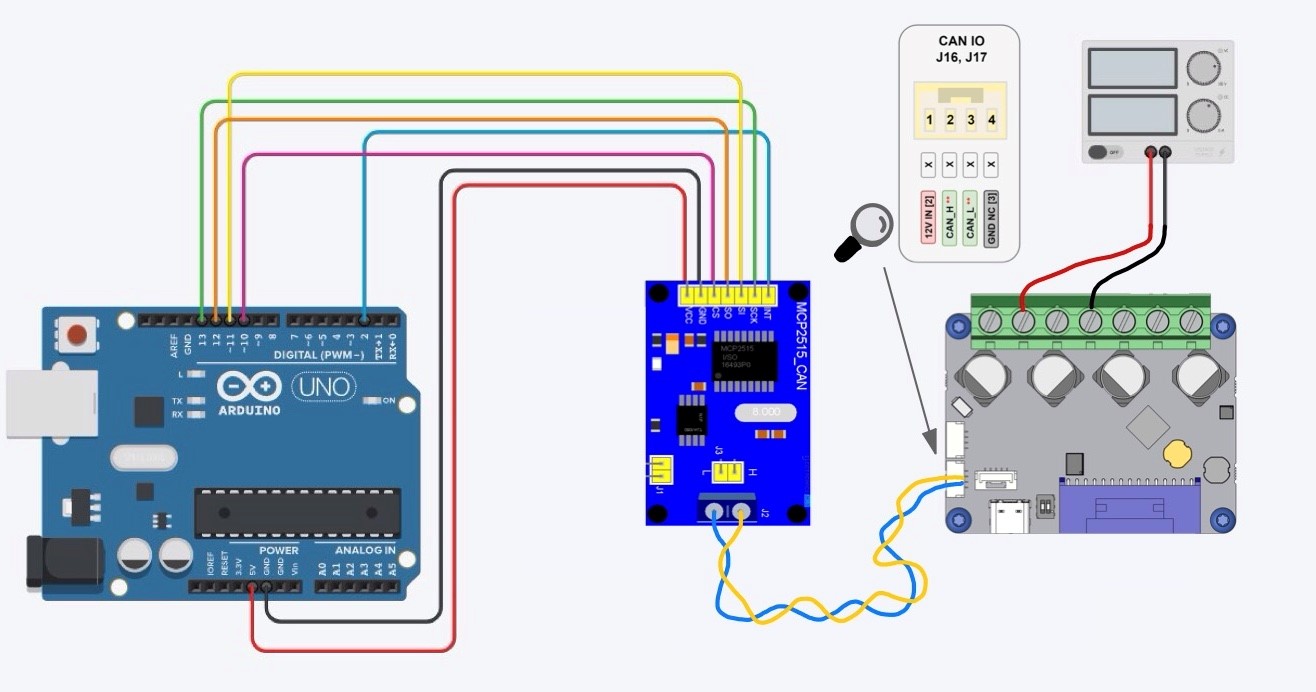 CAN IO
J16, J17
1 2 3 4
X X X X
12V IN [2]
CAN_H **
CAN_L **
GND NC [3]
OFF
AREF
GND
13
12
~11
~10
~9
8
7
~6
~5
4
~3
2
TX→1
RX←0
DIGITAL (PWM~)
L
TX
RX
UNO
ARDUINO
ON
POWER
ANALOG IN
IOREF
RESET
3.3V
5V
GND
GND
Vin
A0
A1
A2
A3
A4
A5
VCC
GND
CS
SO
SI
SCK
INT
MCP2515_CAN
MCP2515
I/SO
8.000
J3
L
H
J1
J2